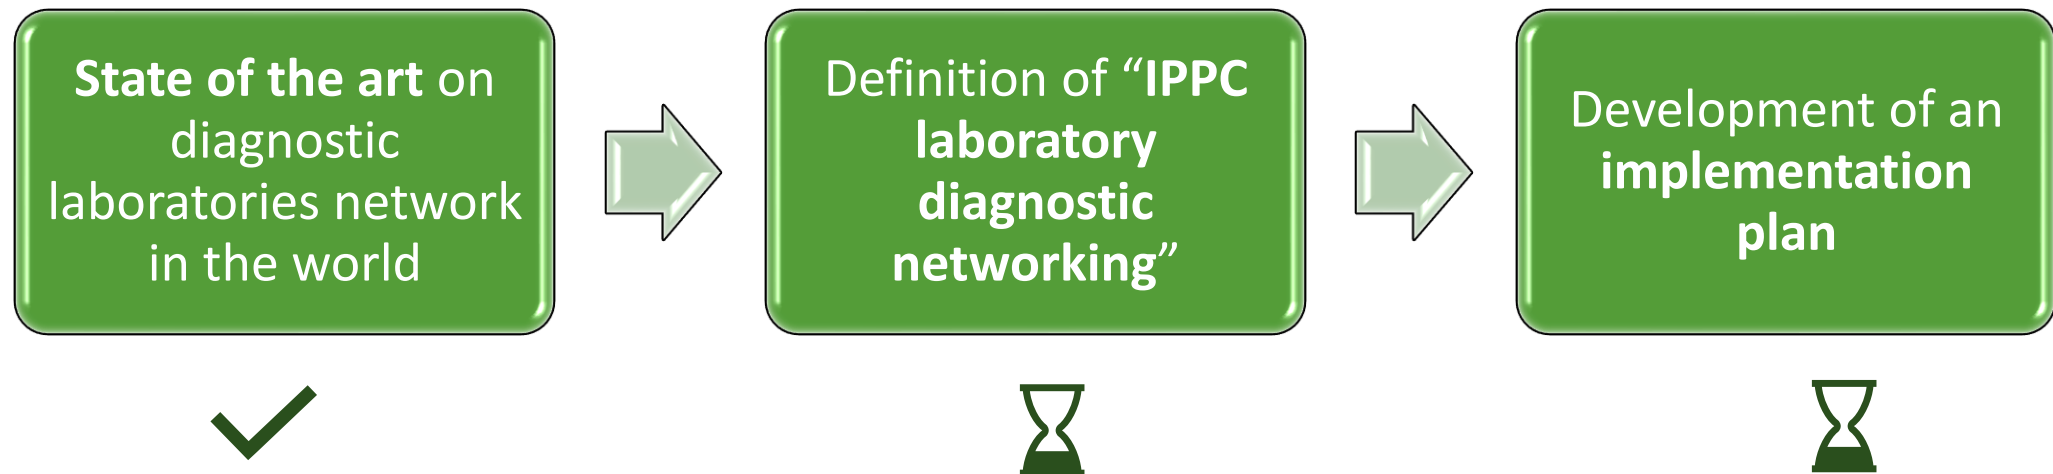 State of the art on
diagnostic
laboratories network
in the world
Definition of “IPPC
laboratory
diagnostic
networking”
Development of an
implementation
plan